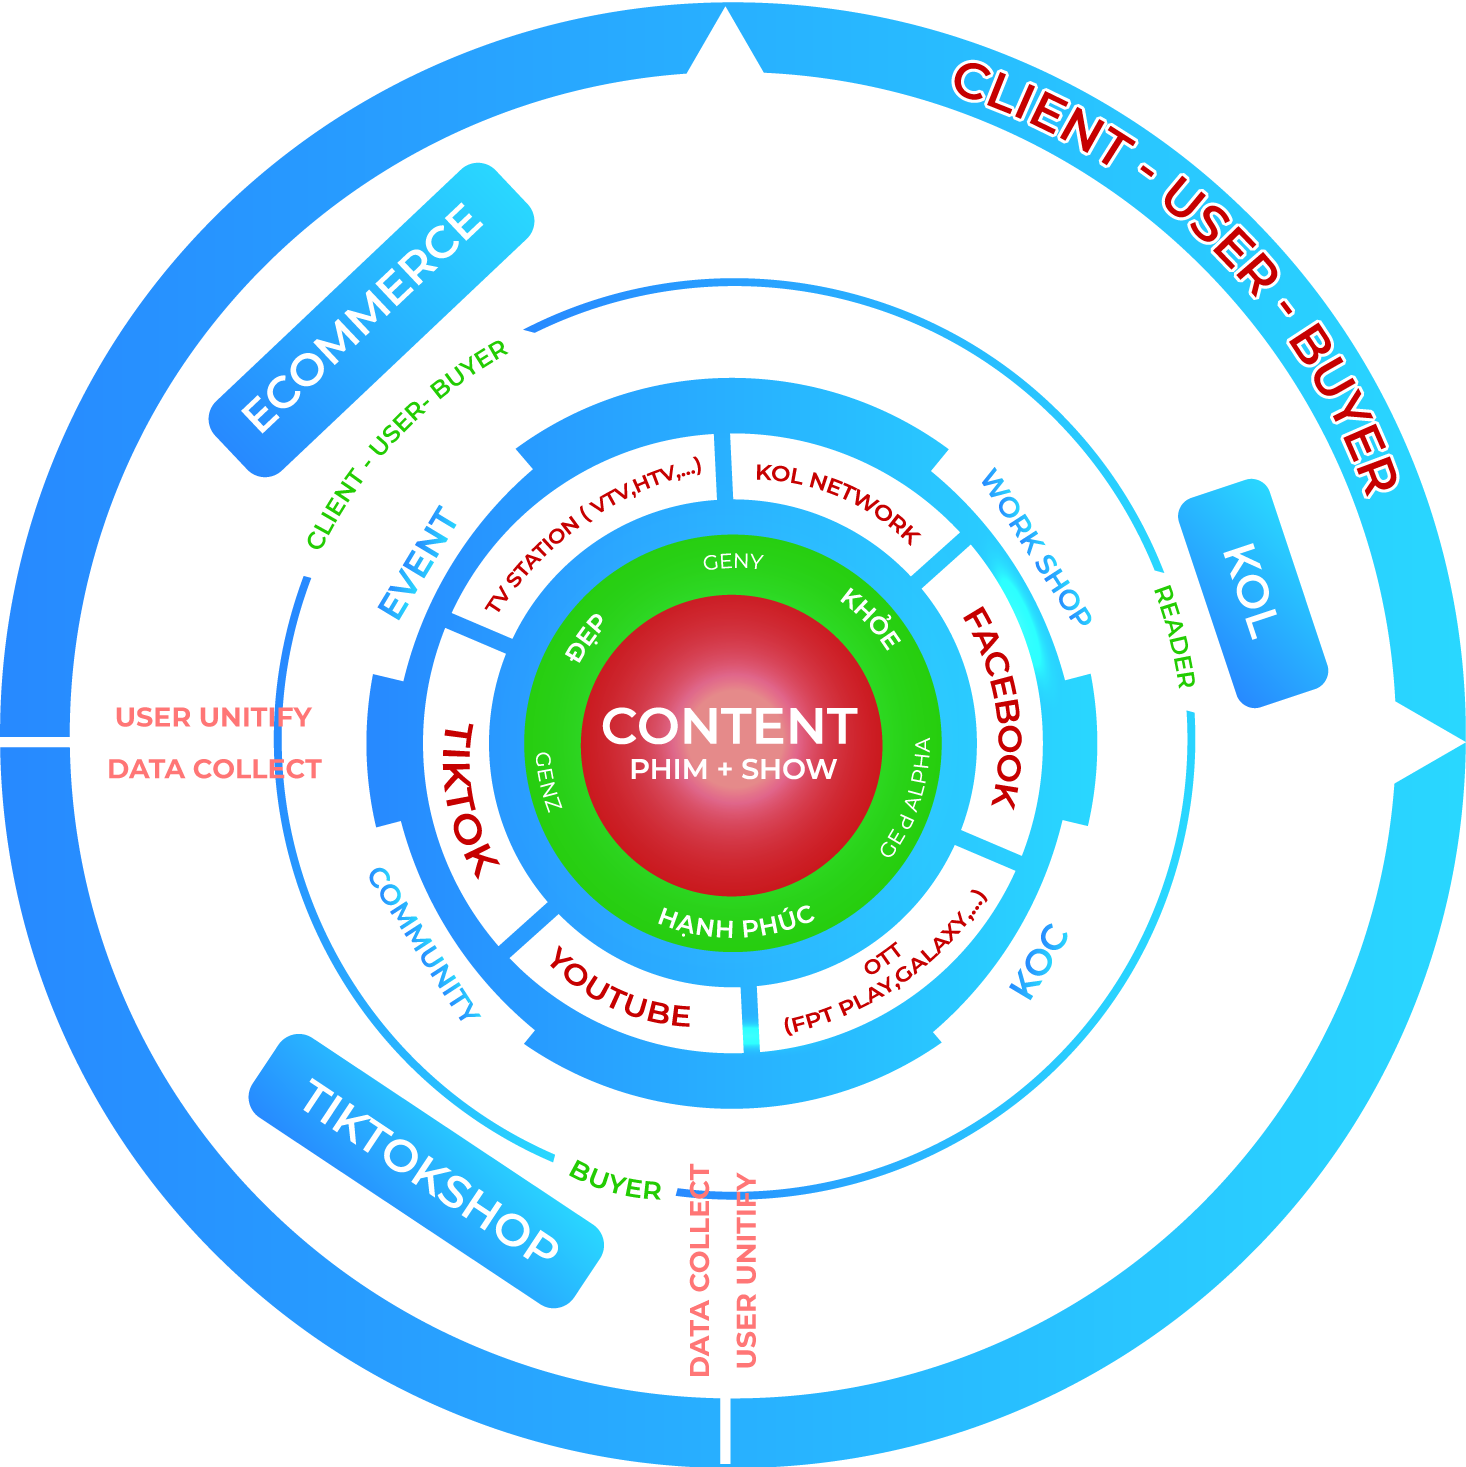 CLIENT - USER - BUYER
ECOMMERCE
CLIENT - USER- BUYER
KOL
READER
EVENT
WORK SHOP
TV STATION ( VTV,HTV,...)
KOL NETWORK
FACEBOOK
GENY
ĐẸP
KHỎE
CONTENT
PHIM + SHOW
GENZ
GE d ALPHA
HẠNH PHÚC
TIKTOK
YOUTUBE
OTT
(FPT PLAY,GALAXY,...)
USER UNITIFY
DATA COLLECT
COMMUNITY
KOC
TIKTOKSHOP
BUYER
DATA COLLECT
USER UNITIFY